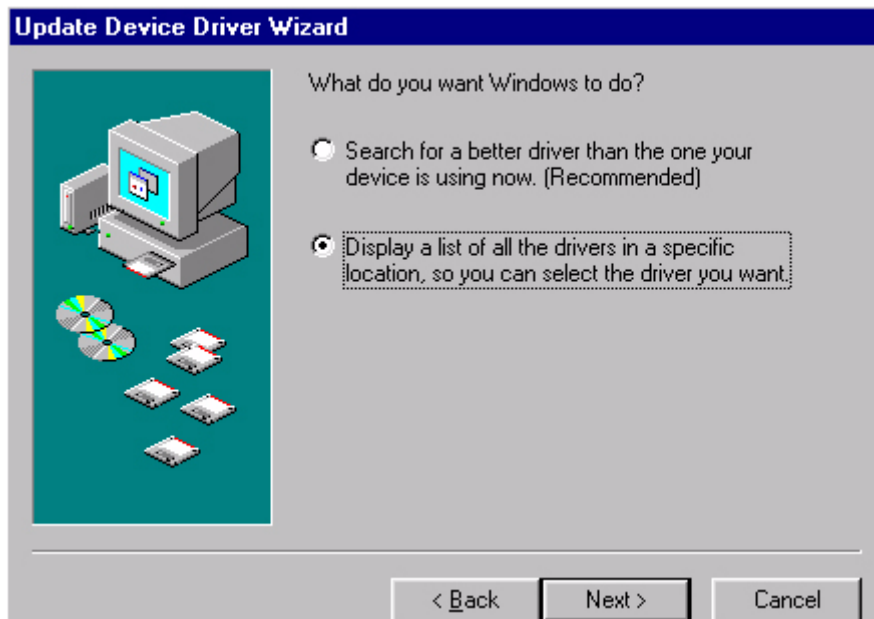 Update Device Driver Wizard
What do you want Windows to do?
Search for a better driver than the one your
device is using now. (Recommended)
Display a list of all the drivers in a specific
location, so you can select the driver you want.
< Back
Next >
Cancel